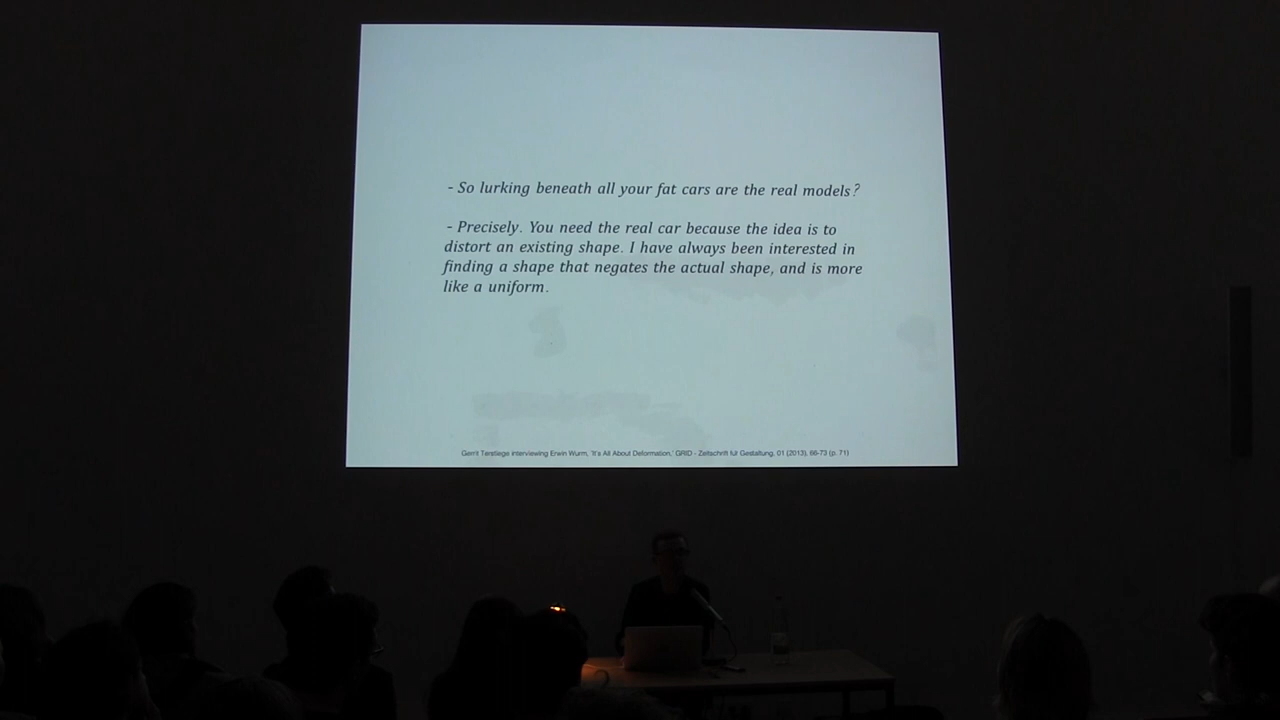 - So lurking beneath all your fat cars are the real models?
- Precisely. You need the real car because the idea is to
distort an existing shape. I have always been interested in
finding a shape that negates the actual shape, and is more
like a uniform.
Gerrit Terstiege interviewing Erwin Wurm, 'It's All About Deformation,' GRID - Zeitschrift für Gestaltung, 01 (2013), 66-73 (p. 71)